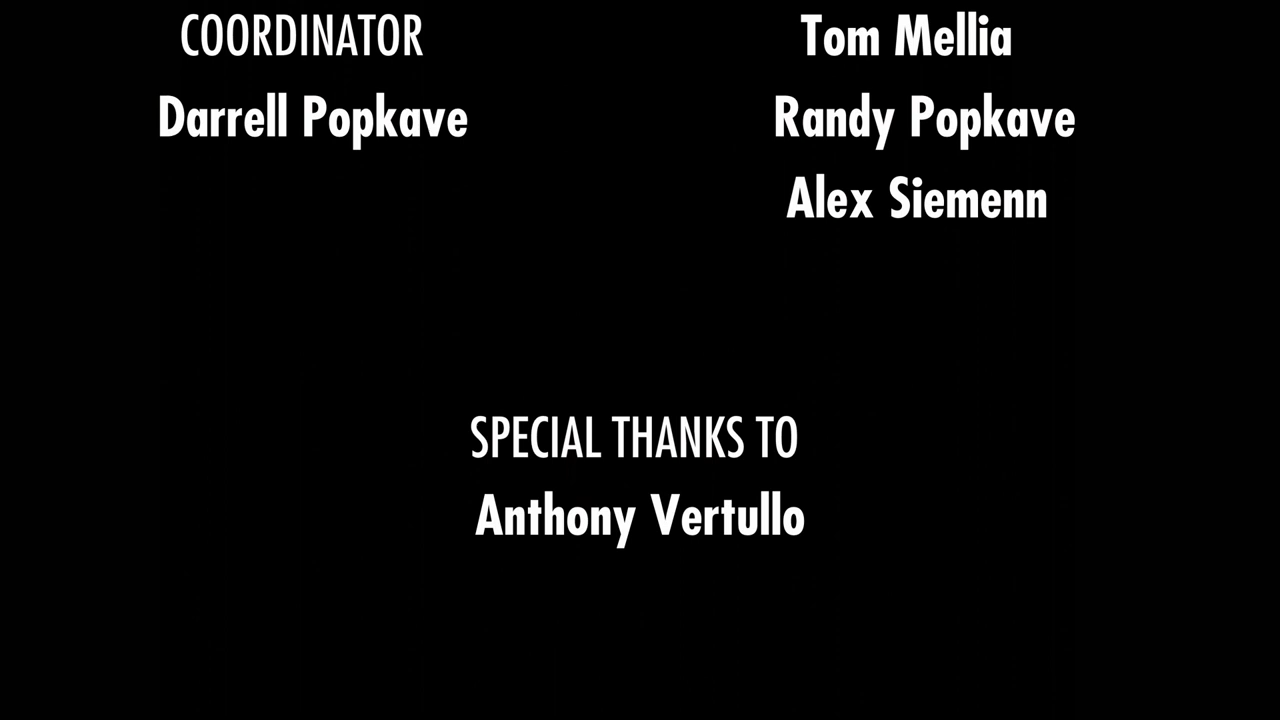 COORDINATOR
Darrell Popkave
Tom Mellia
Randy Popkave
Alex Siemenn
SPECIAL THANKS TO
Anthony Vertullo